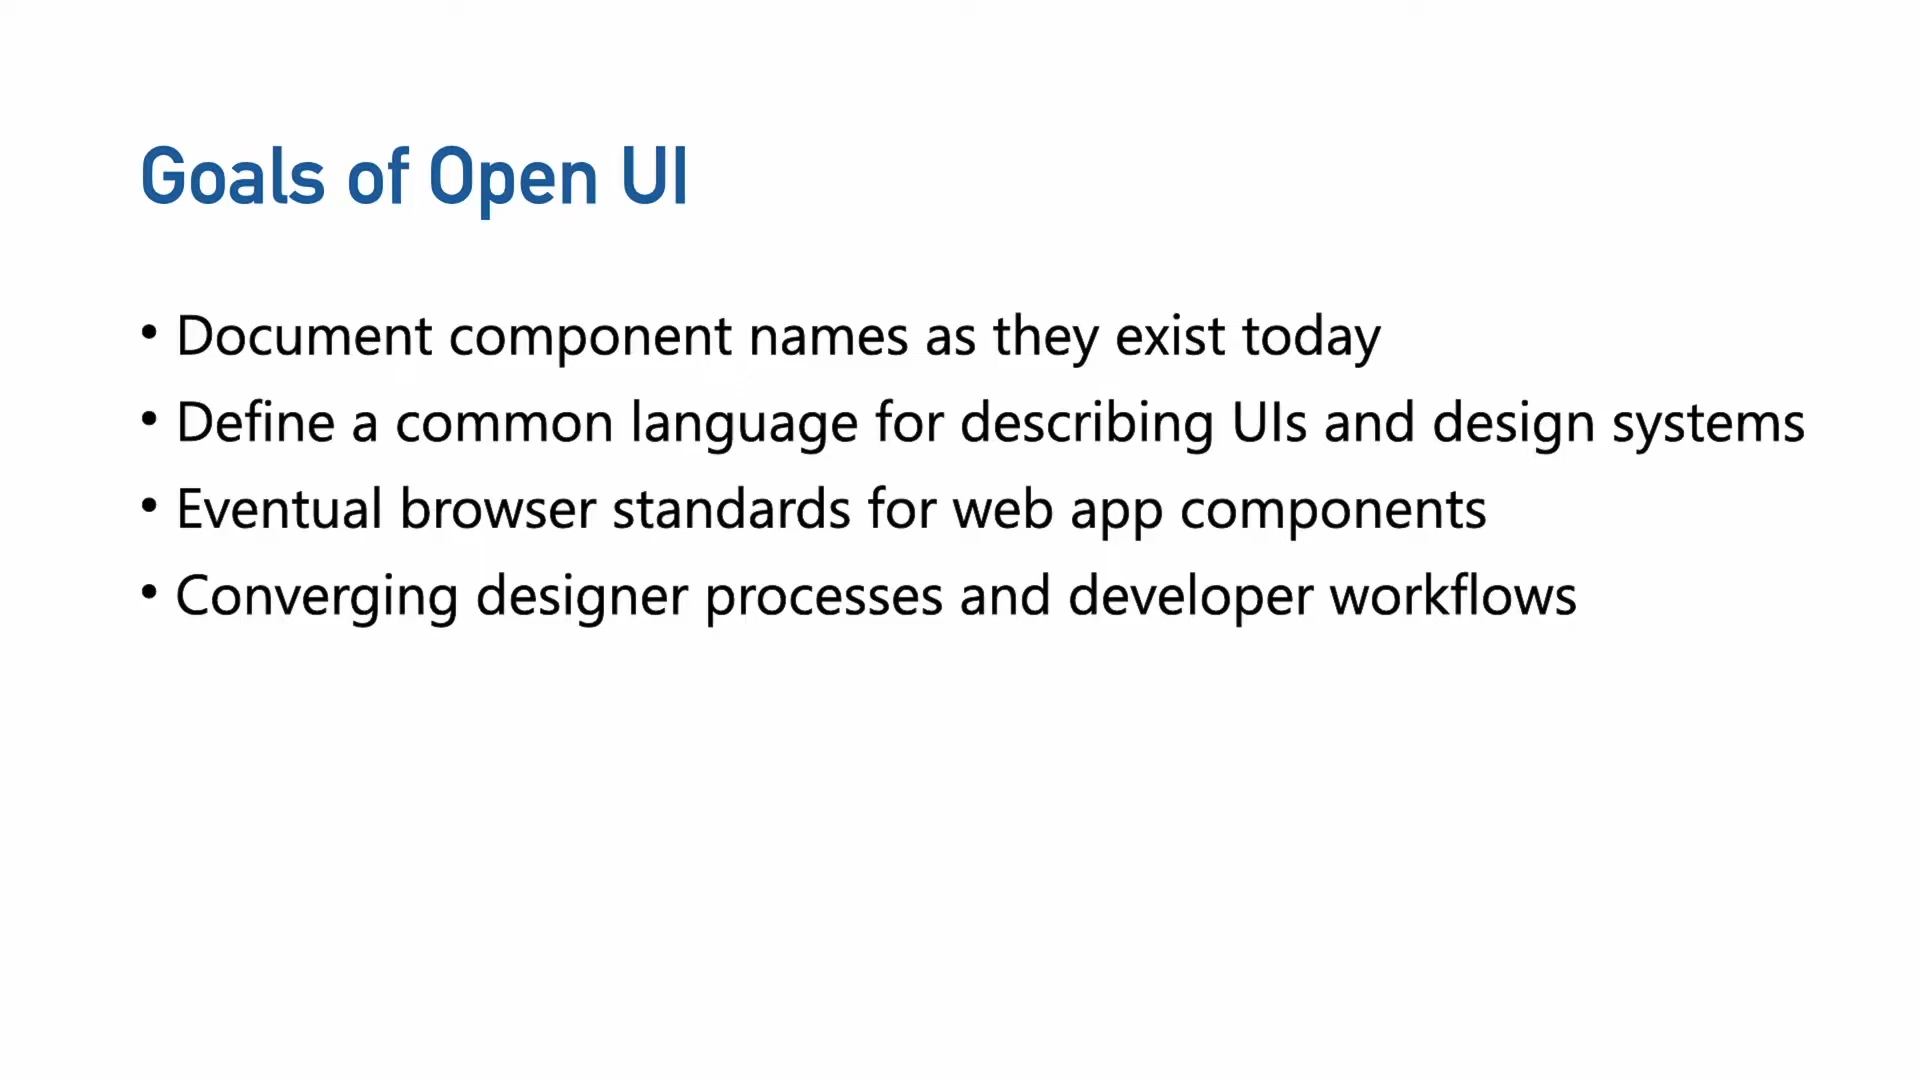 Goals of Open UI
• Document component names as they exist today
• Define a common language for describing UIs and design systems
• Eventual browser standards for web app components
• Converging designer processes and developer workflows